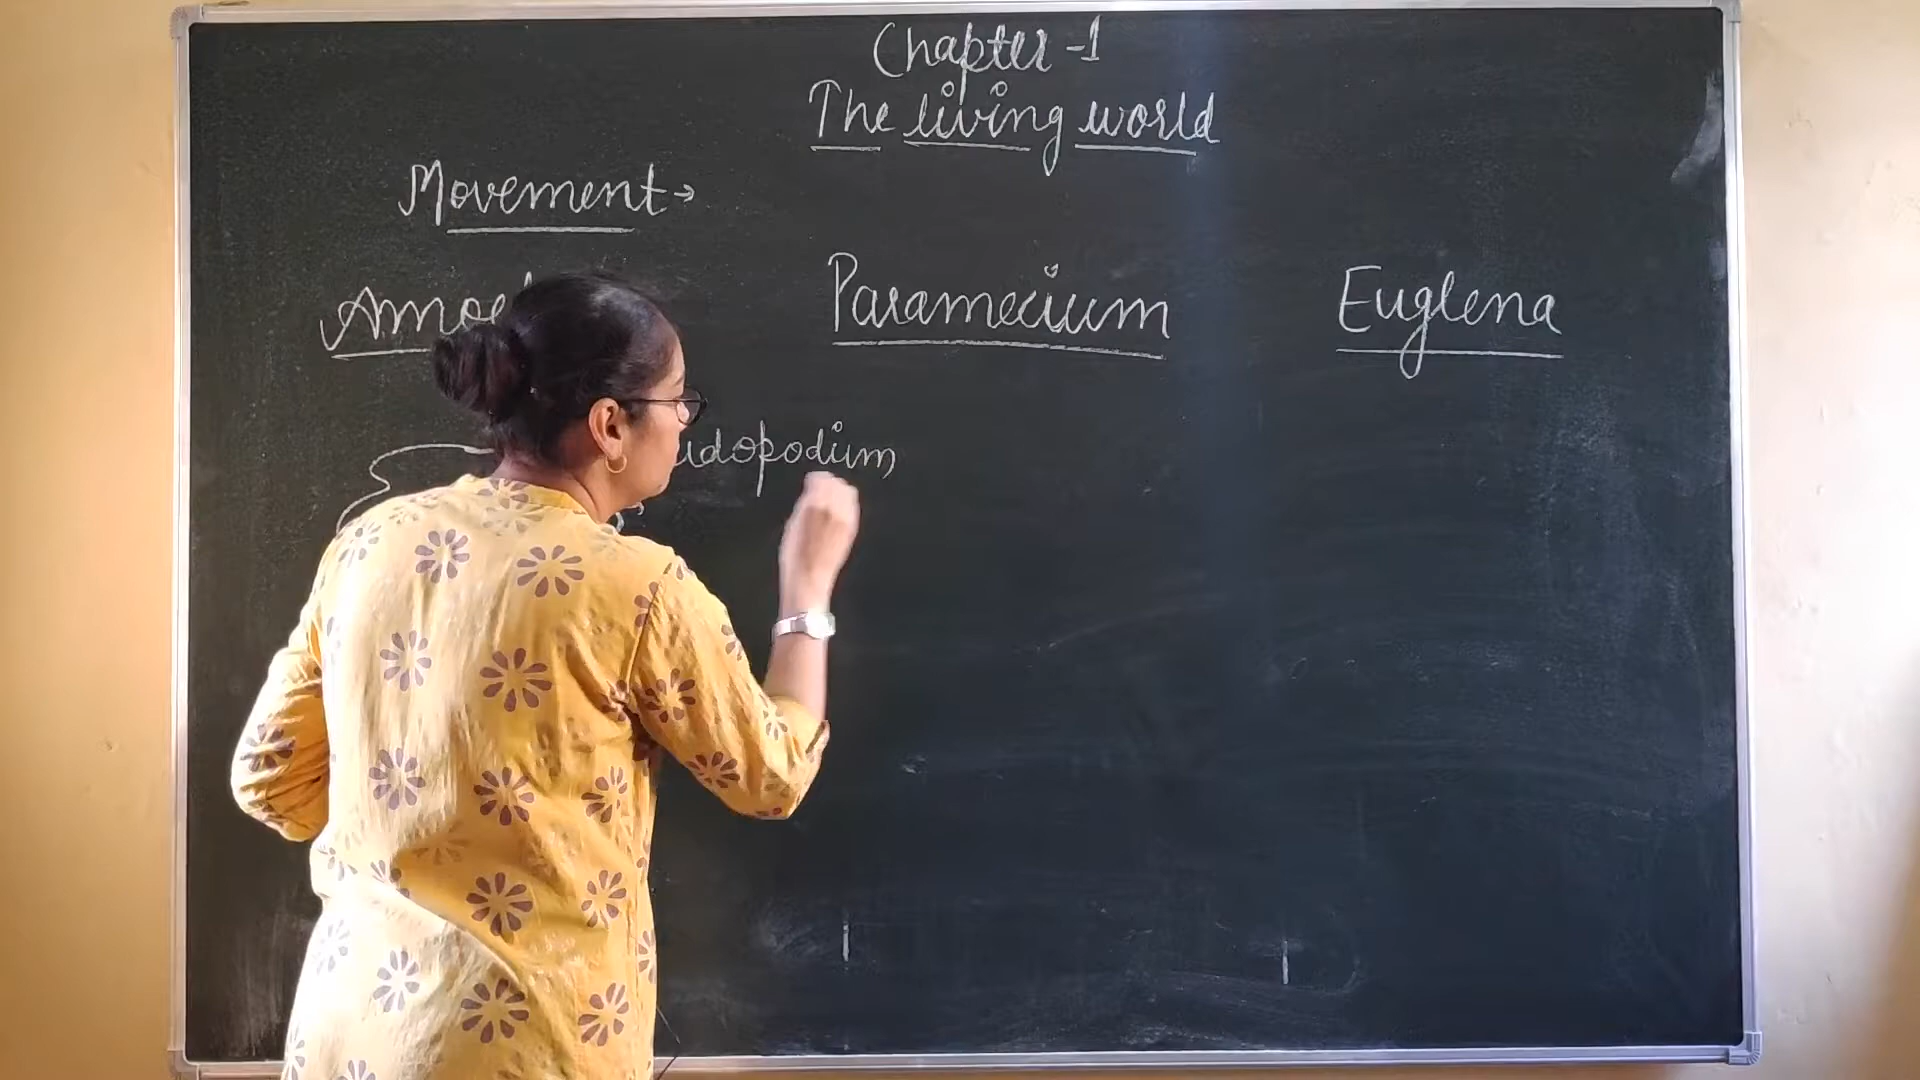 Chapter-1
The living world
Movement→
Paramecium Euglena